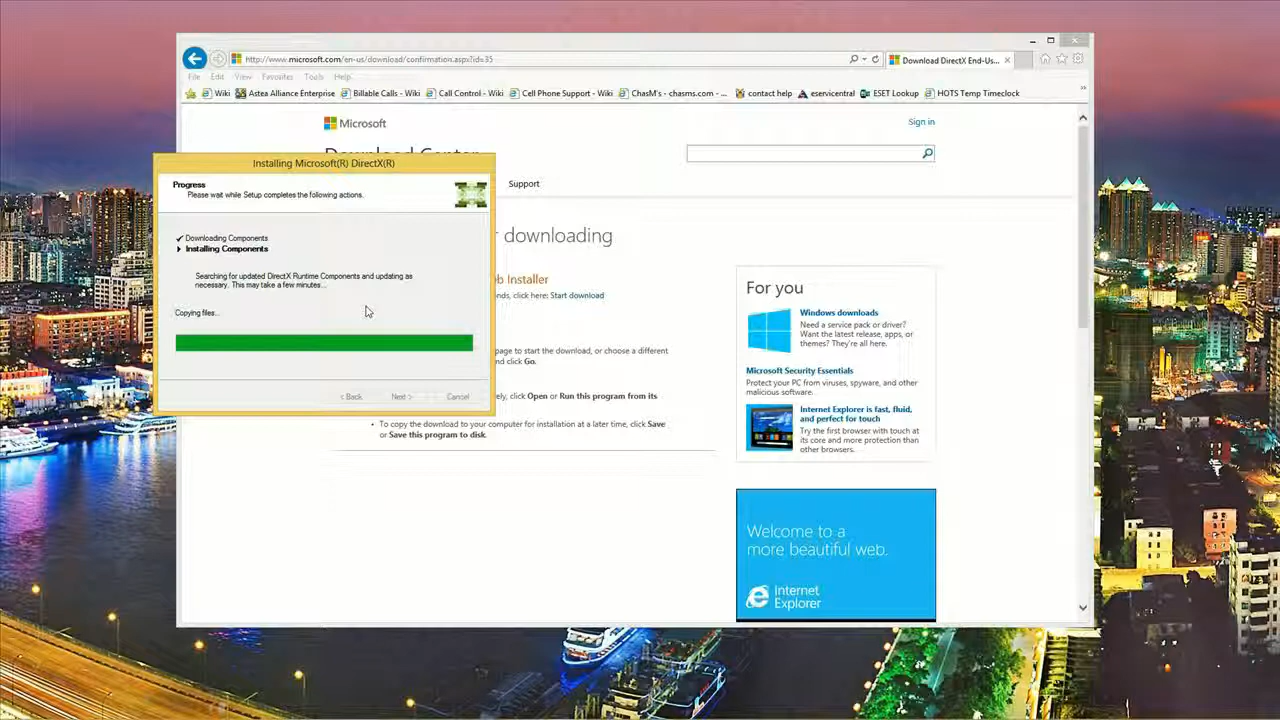 http://www.microsoft.com/en-us/download/confirmation.aspx?id=35
Download DirectX End-Us...
File Edit View Favorites Tools Help
Wiki Astea Alliance Enterprise Billable Calls - Wiki Call Control - Wiki Cell Phone Support - Wiki ChasM's - chasms.com - ... contact help eservicentral ESET Lookup HOTS Temp Timeclock
Microsoft
Sign in
Download Center
Support
Installing Microsoft(R) DirectX(R)
Progress
Please wait while Setup completes the following actions.
Downloading Components
Installing Components
Searching for updated DirectX Runtime Components and updating as
necessary. This may take a few minutes...
Copying files...
< Back Next > Cancel
r downloading
b Installer
onds, click here: Start download
page to start the download, or choose a different
nd click Go.
ely, click Open or Run this program from its
• To copy the download to your computer for installation at a later time, click Save
or Save this program to disk.
For you
Windows downloads
Need a service pack or driver?
Want the latest release, apps, or
themes? They're all here.
Microsoft Security Essentials
Protect your PC from viruses, spyware, and other
malicious software.
Internet Explorer is fast, fluid,
and perfect for touch
Try the first browser with touch at
its core and more protection than
other browsers.
Welcome to a
more beautiful web.
Internet
Explorer